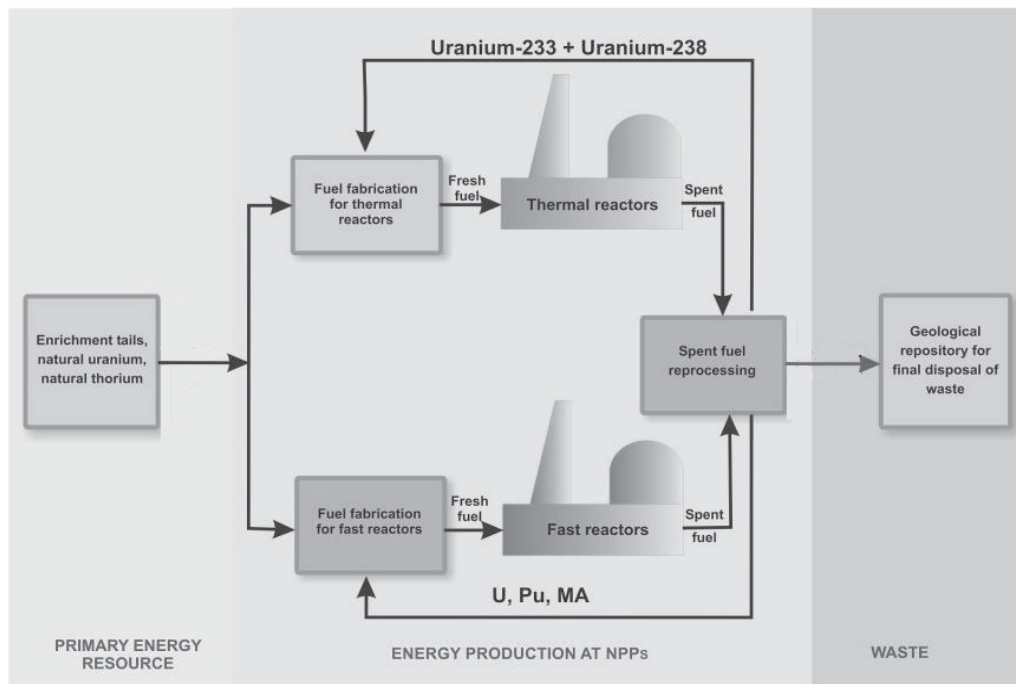 Uranium-233 + Uranium-238
Fuel fabrication
for thermal
reactors
Fresh
fuel
Thermal reactors
Spent
fuel
Enrichment tails,
natural uranium,
natural thorium
Spent fuel
reprocessing
Geological
repository for
final disposal of
waste
Fuel fabrication
for fast reactors
Fresh
fuel
Fast reactors
Spent
fuel
U, Pu, MA
PRIMARY ENERGY
RESOURCE
ENERGY PRODUCTION AT NPPs
WASTE